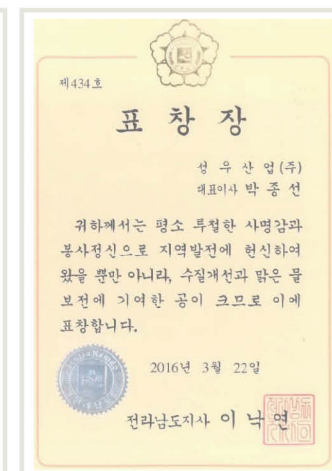 제434호
표 창 장
성 우 산 업(주)
대표이사 박 종 선
귀하께서는 평소 투철한 사명감과
봉사정신으로 지역발전에 헌신하여
왔을 뿐만 아니라, 수질개선과 맑은 물
보전에 기여한 공이 크므로 이에
표창합니다.
2016년 3월 22일
전라남도지사 이 낙 연